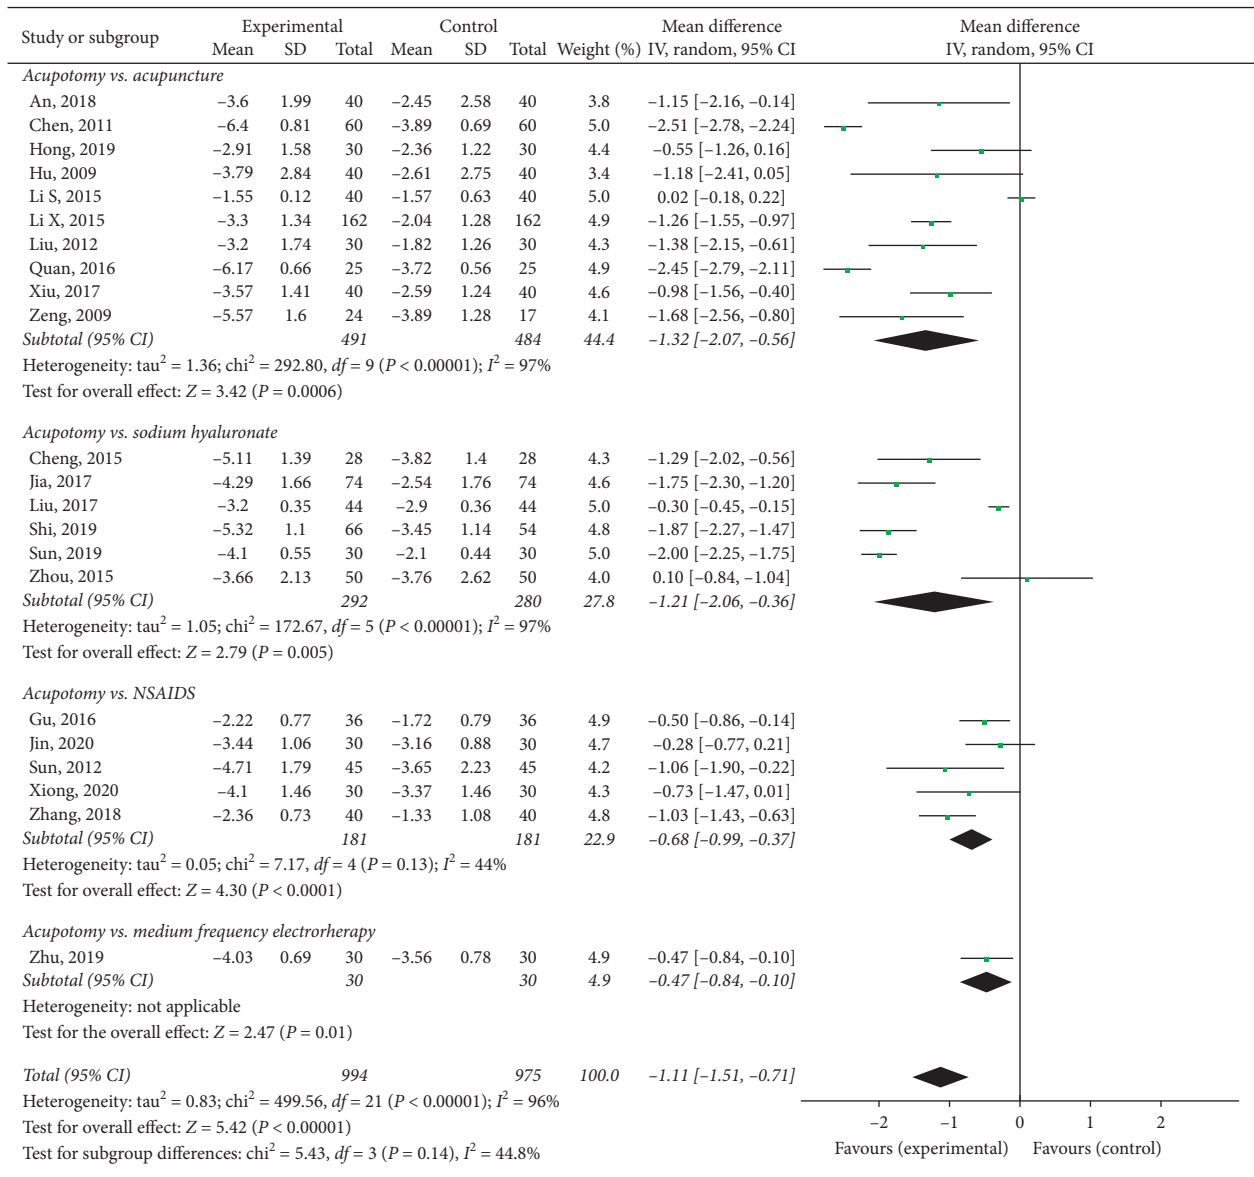 Study or subgroup Experimental Control Mean difference Mean difference
Mean SD Total Mean SD Total Weight (%) IV, random, 95% CI IV, random, 95% CI
Acupotomy vs. acupuncture
An, 2018 –3.6 1.99 40 –2.45 2.58 40 3.8 –1.15 [–2.16, –0.14]
Chen, 2011 –6.4 0.81 60 –3.89 0.69 60 5.0 –2.51 [–2.78, –2.24]
Hong, 2019 –2.91 1.58 30 –2.36 1.22 30 4.4 –0.55 [–1.26, 0.16]
Hu, 2009 –3.79 2.84 40 –2.61 2.75 40 3.4 –1.18 [–2.41, 0.05]
Li S, 2015 –1.55 0.12 40 –1.57 0.63 40 5.0 0.02 [–0.18, 0.22]
Li X, 2015 –3.3 1.34 162 –2.04 1.28 162 4.9 –1.26 [–1.55, –0.97]
Liu, 2012 –3.2 1.74 30 –1.82 1.26 30 4.3 –1.38 [–2.15, –0.61]
Quan, 2016 –6.17 0.66 25 –3.72 0.56 25 4.9 –2.45 [–2.79, –2.11]
Xiu, 2017 –3.57 1.41 40 –2.59 1.24 40 4.6 –0.98 [–1.56, –0.40]
Zeng, 2009 –5.57 1.6 24 –3.89 1.28 17 4.1 –1.68 [–2.56, –0.80]
Subtotal (95% CI) 491 484 44.4 –1.32 [–2.07, –0.56]
Heterogeneity: tau² = 1.36; chi² = 292.80, df = 9 (P < 0.00001); I² = 97%
Test for overall effect: Z = 3.42 (P = 0.0006)
Acupotomy vs. sodium hyaluronate
Cheng, 2015 –5.11 1.39 28 –3.82 1.4 28 4.3 –1.29 [–2.02, –0.56]
Jia, 2017 –4.29 1.66 74 –2.54 1.76 74 4.6 –1.75 [–2.30, –1.20]
Liu, 2017 –3.2 0.35 44 –2.9 0.36 44 5.0 –0.30 [–0.45, –0.15]
Shi, 2019 –5.32 1.1 66 –3.45 1.14 54 4.8 –1.87 [–2.27, –1.47]
Sun, 2019 –4.1 0.55 30 –2.1 0.44 30 5.0 –2.00 [–2.25, –1.75]
Zhou, 2015 –3.66 2.13 50 –3.76 2.62 50 4.0 0.10 [–0.84, –1.04]
Subtotal (95% CI) 292 280 27.8 –1.21 [–2.06, –0.36]
Heterogeneity: tau² = 1.05; chi² = 172.67, df = 5 (P < 0.00001); I² = 97%
Test for overall effect: Z = 2.79 (P = 0.005)
Acupotomy vs. NSAIDS
Gu, 2016 –2.22 0.77 36 –1.72 0.79 36 4.9 –0.50 [–0.86, –0.14]
Jin, 2020 –3.44 1.06 30 –3.16 0.88 30 4.7 –0.28 [–0.77, 0.21]
Sun, 2012 –4.71 1.79 45 –3.65 2.23 45 4.2 –1.06 [–1.90, –0.22]
Xiong, 2020 –4.1 1.46 30 –3.37 1.46 30 4.3 –0.73 [–1.47, 0.01]
Zhang, 2018 –2.36 0.73 40 –1.33 1.08 40 4.8 –1.03 [–1.43, –0.63]
Subtotal (95% CI) 181 181 22.9 –0.68 [–0.99, –0.37]
Heterogeneity: tau² = 0.05; chi² = 7.17, df = 4 (P = 0.13); I² = 44%
Test for overall effect: Z = 4.30 (P < 0.0001)
Acupotomy vs. medium frequency electrorherapy
Zhu, 2019 –4.03 0.69 30 –3.56 0.78 30 4.9 –0.47 [–0.84, –0.10]
Subtotal (95% CI) 30 30 4.9 –0.47 [–0.84, –0.10]
Heterogeneity: not applicable
Test for the overall effect: Z = 2.47 (P = 0.01)
Total (95% CI) 994 975 100.0 –1.11 [–1.51, –0.71]
Heterogeneity: tau² = 0.83; chi² = 499.56, df = 21 (P < 0.00001); I² = 96%
Test for overall effect: Z = 5.42 (P < 0.00001)
Test for subgroup differences: chi² = 5.43, df = 3 (P = 0.14), I² = 44.8%
–2 –1 0 1 2
Favours (experimental) Favours (control)